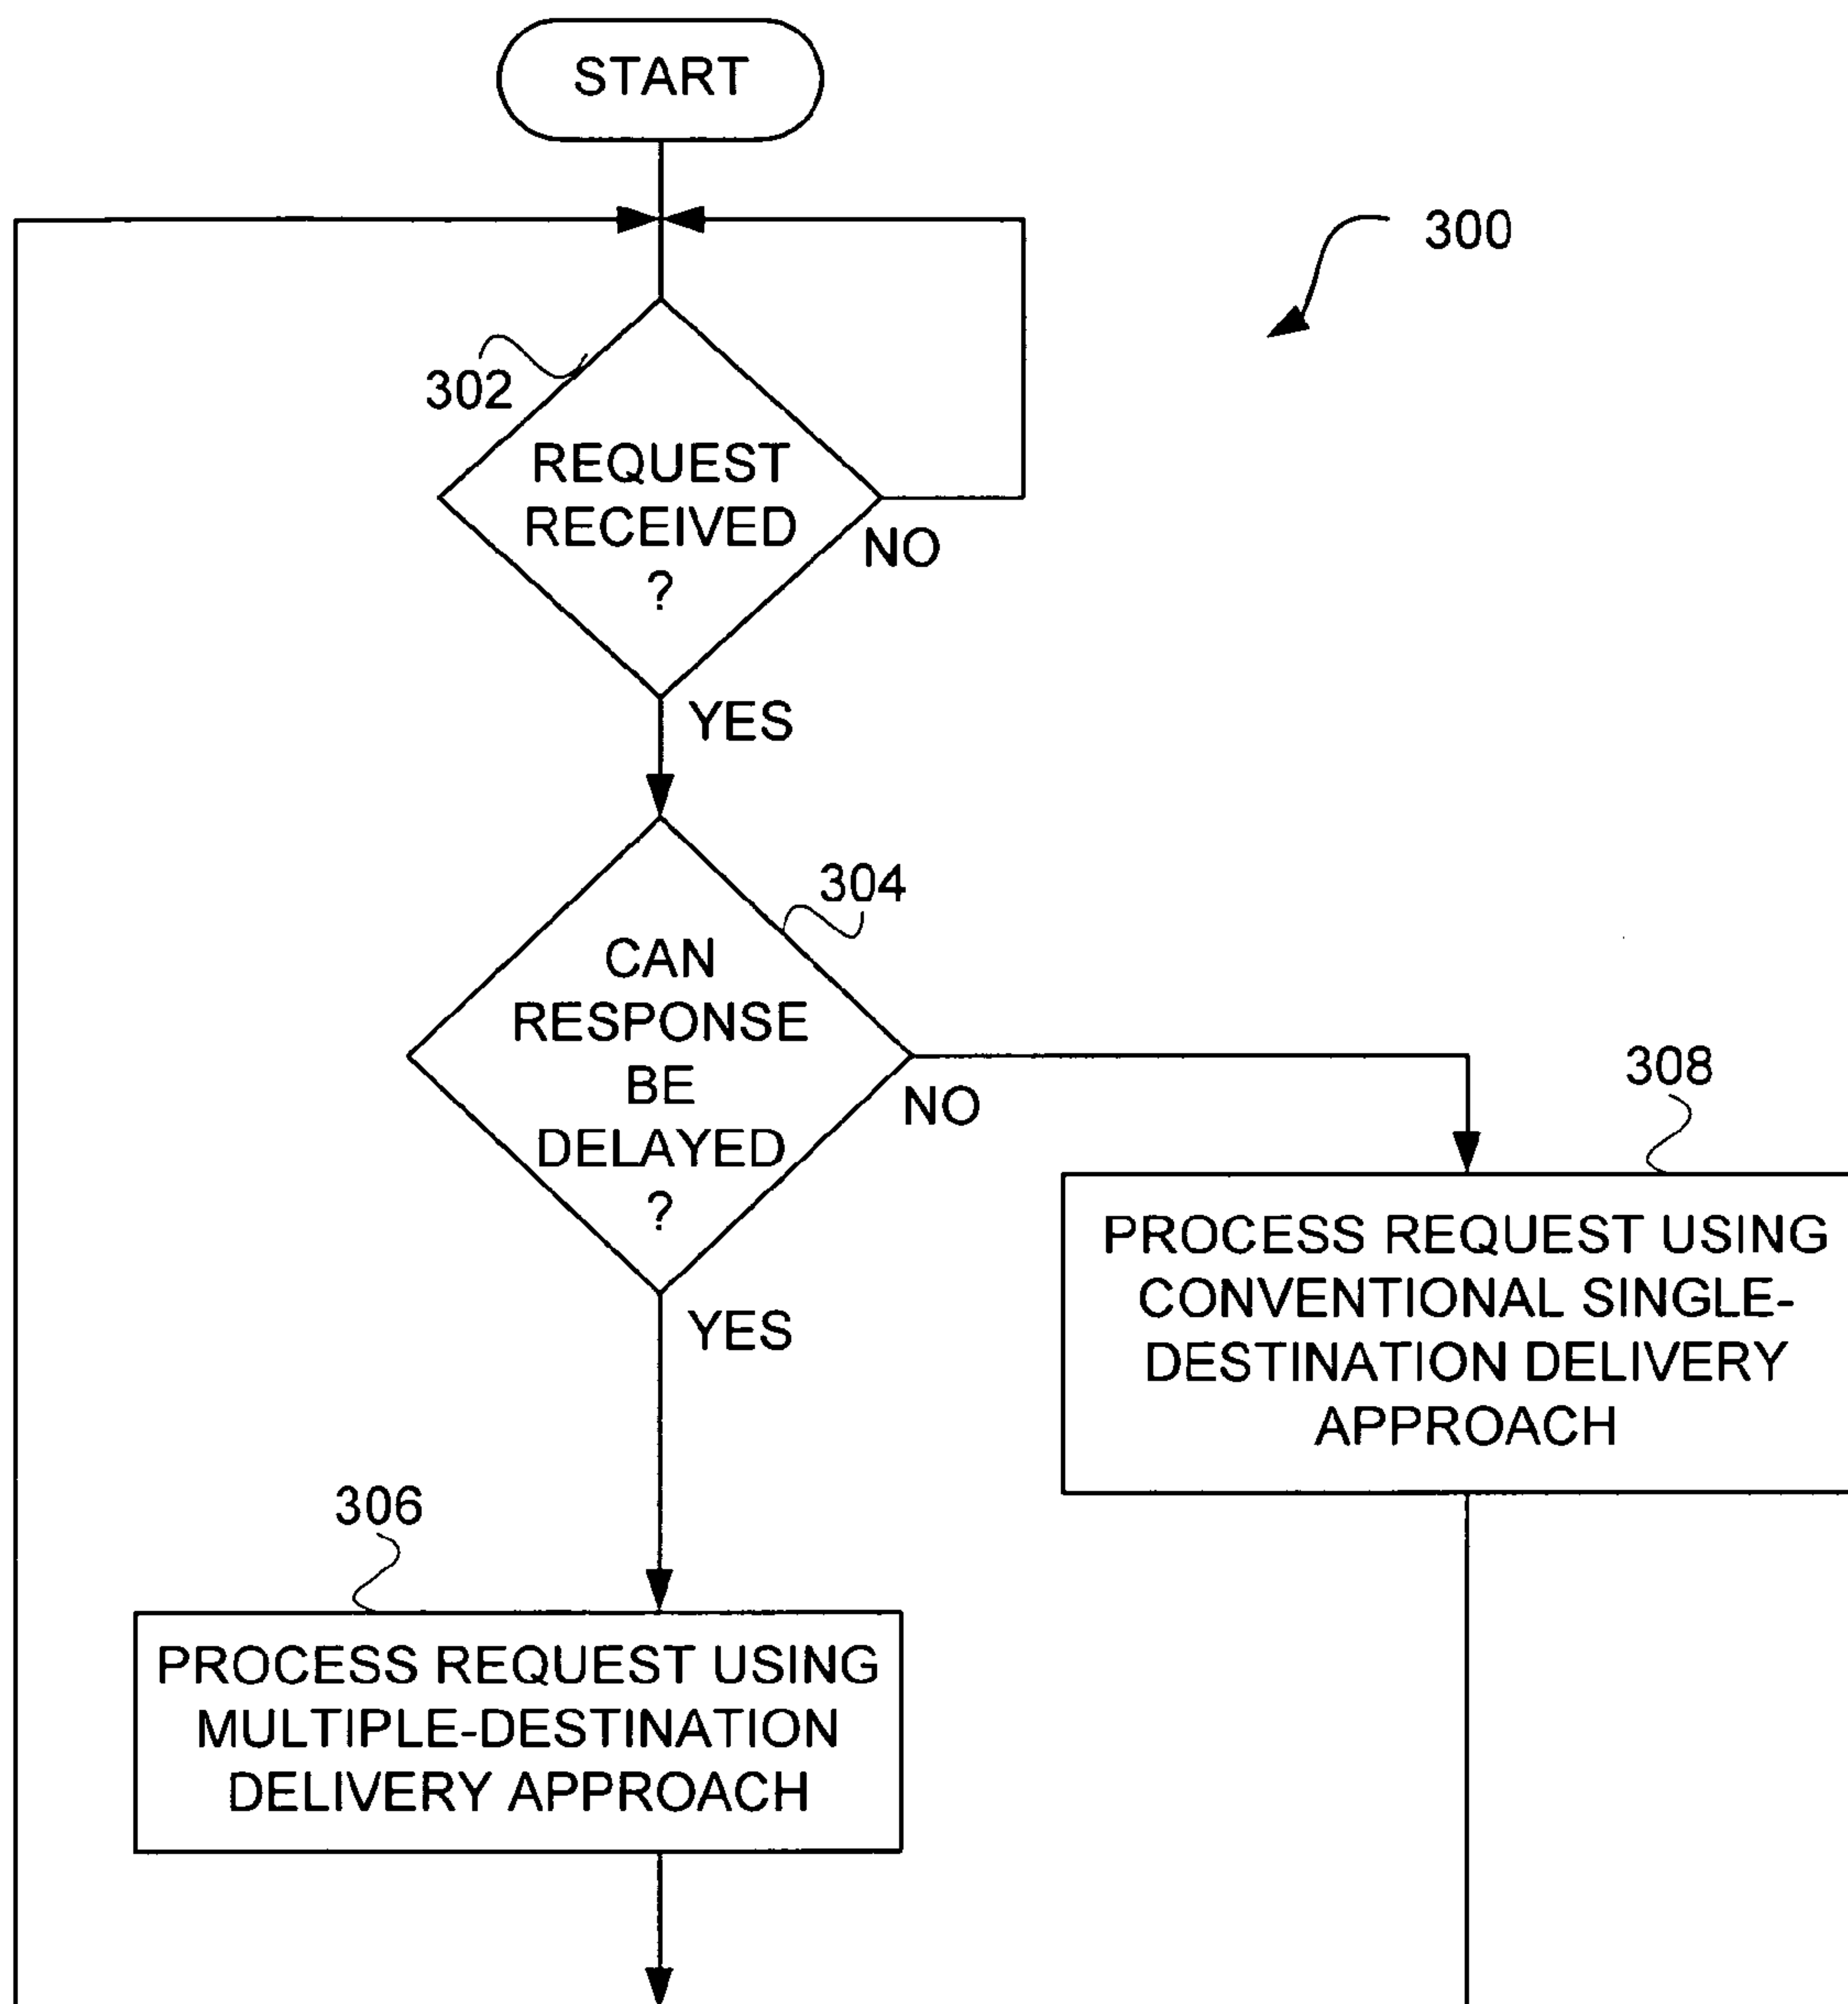 START
300
302
REQUEST
RECEIVED
?
NO
YES
304
CAN
RESPONSE
BE
DELAYED
?
NO
YES
308
PROCESS REQUEST USING
CONVENTIONAL SINGLE-
DESTINATION DELIVERY
APPROACH
306
PROCESS REQUEST USING
MULTIPLE-DESTINATION
DELIVERY APPROACH